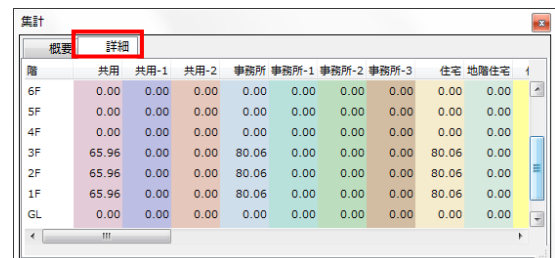 集計
概要 詳細
階 共用 共用-1 共用-2 事務所 事務所-1 事務所-2 事務所-3 住宅 地階住宅
6F 0.00 0.00 0.00 0.00 0.00 0.00 0.00 0.00 0.00
5F 0.00 0.00 0.00 0.00 0.00 0.00 0.00 0.00 0.00
4F 0.00 0.00 0.00 0.00 0.00 0.00 0.00 0.00 0.00
3F 65.96 0.00 0.00 80.06 0.00 0.00 0.00 80.06 0.00
2F 65.96 0.00 0.00 80.06 0.00 0.00 0.00 80.06 0.00
1F 65.96 0.00 0.00 80.06 0.00 0.00 0.00 80.06 0.00
GL 0.00 0.00 0.00 0.00 0.00 0.00 0.00 0.00 0.00